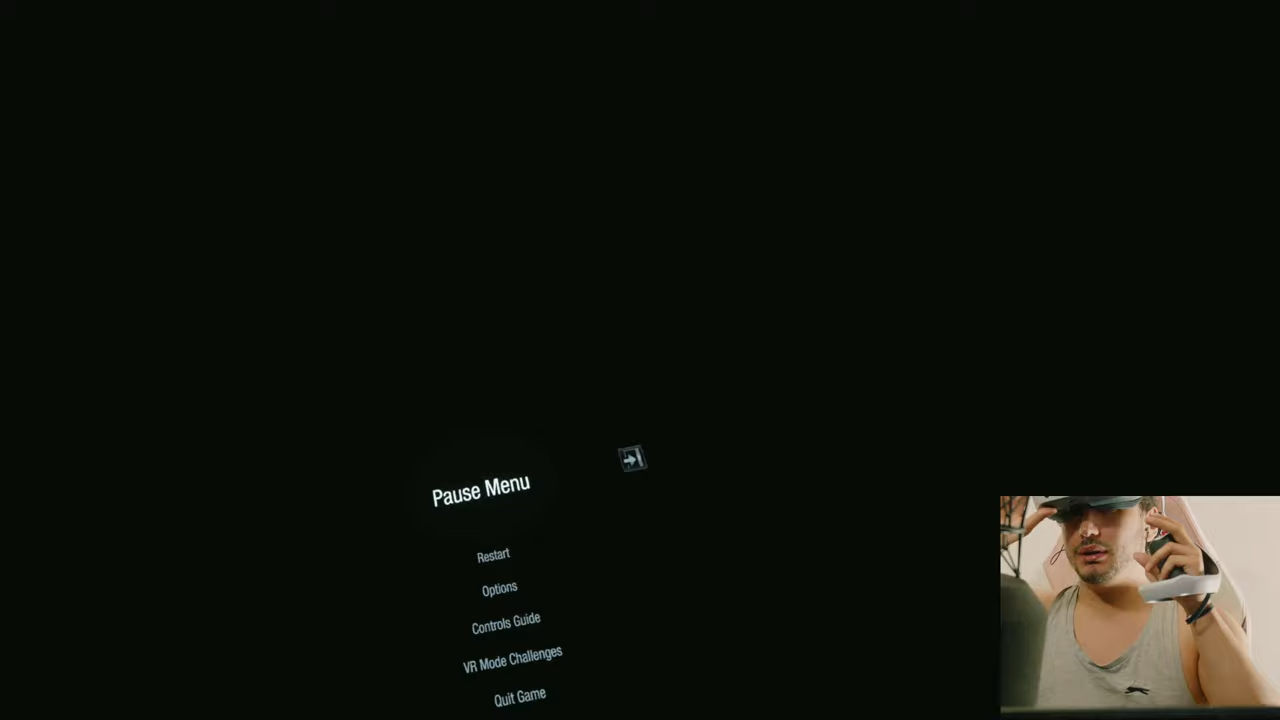 Pause Menu
Restart
Options
Controls Guide
VR Mode Challenges
Quit Game